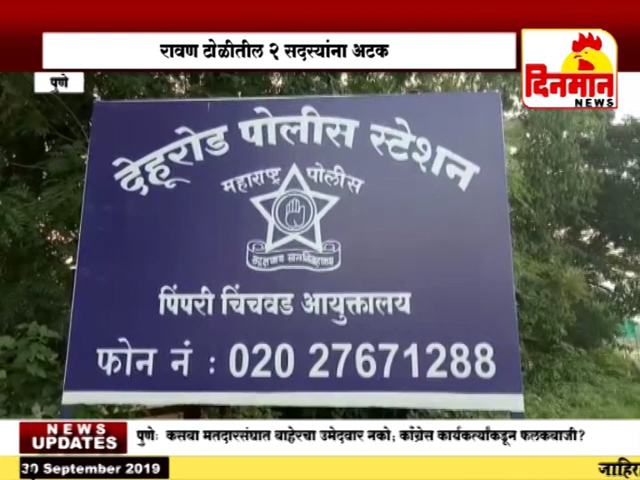 रावण टोळीतील २ सदस्यांना अटक
दिनमान
NEWS
पुणे
देहूरोड पोलीस स्टेशन
महाराष्ट्र पोलीस
सद्रक्षणाय खलनिग्रहणाय
पिंपरी चिंचवड आयुक्तालय
फोन नं : 020 27671288
NEWS
UPDATES
पुणेः कसबा मतदारसंघात बाहेरचा उमेदवार नको; काँग्रेस कार्यकर्त्यांकडून फलकबाजी?
30 September 2019
जाहिर